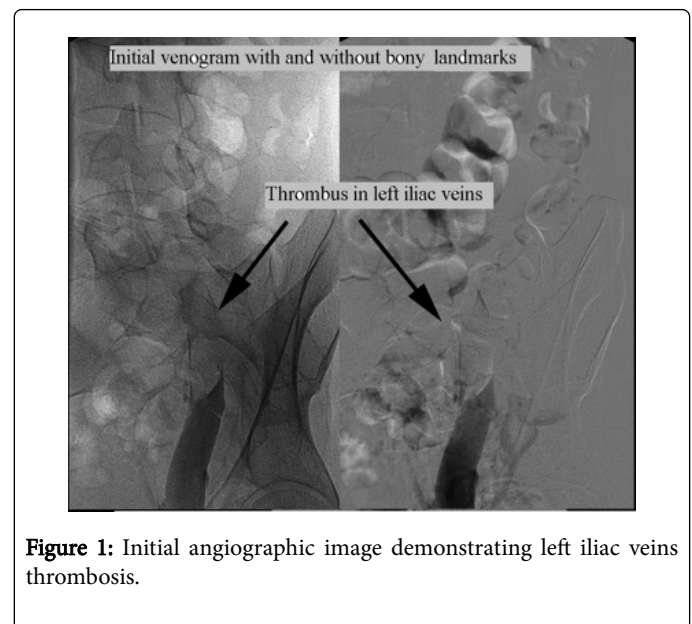 Initial venogram with and without bony landmarks
Thrombus in left iliac veins
Figure 1: Initial angiographic image demonstrating left iliac veins
thrombosis.